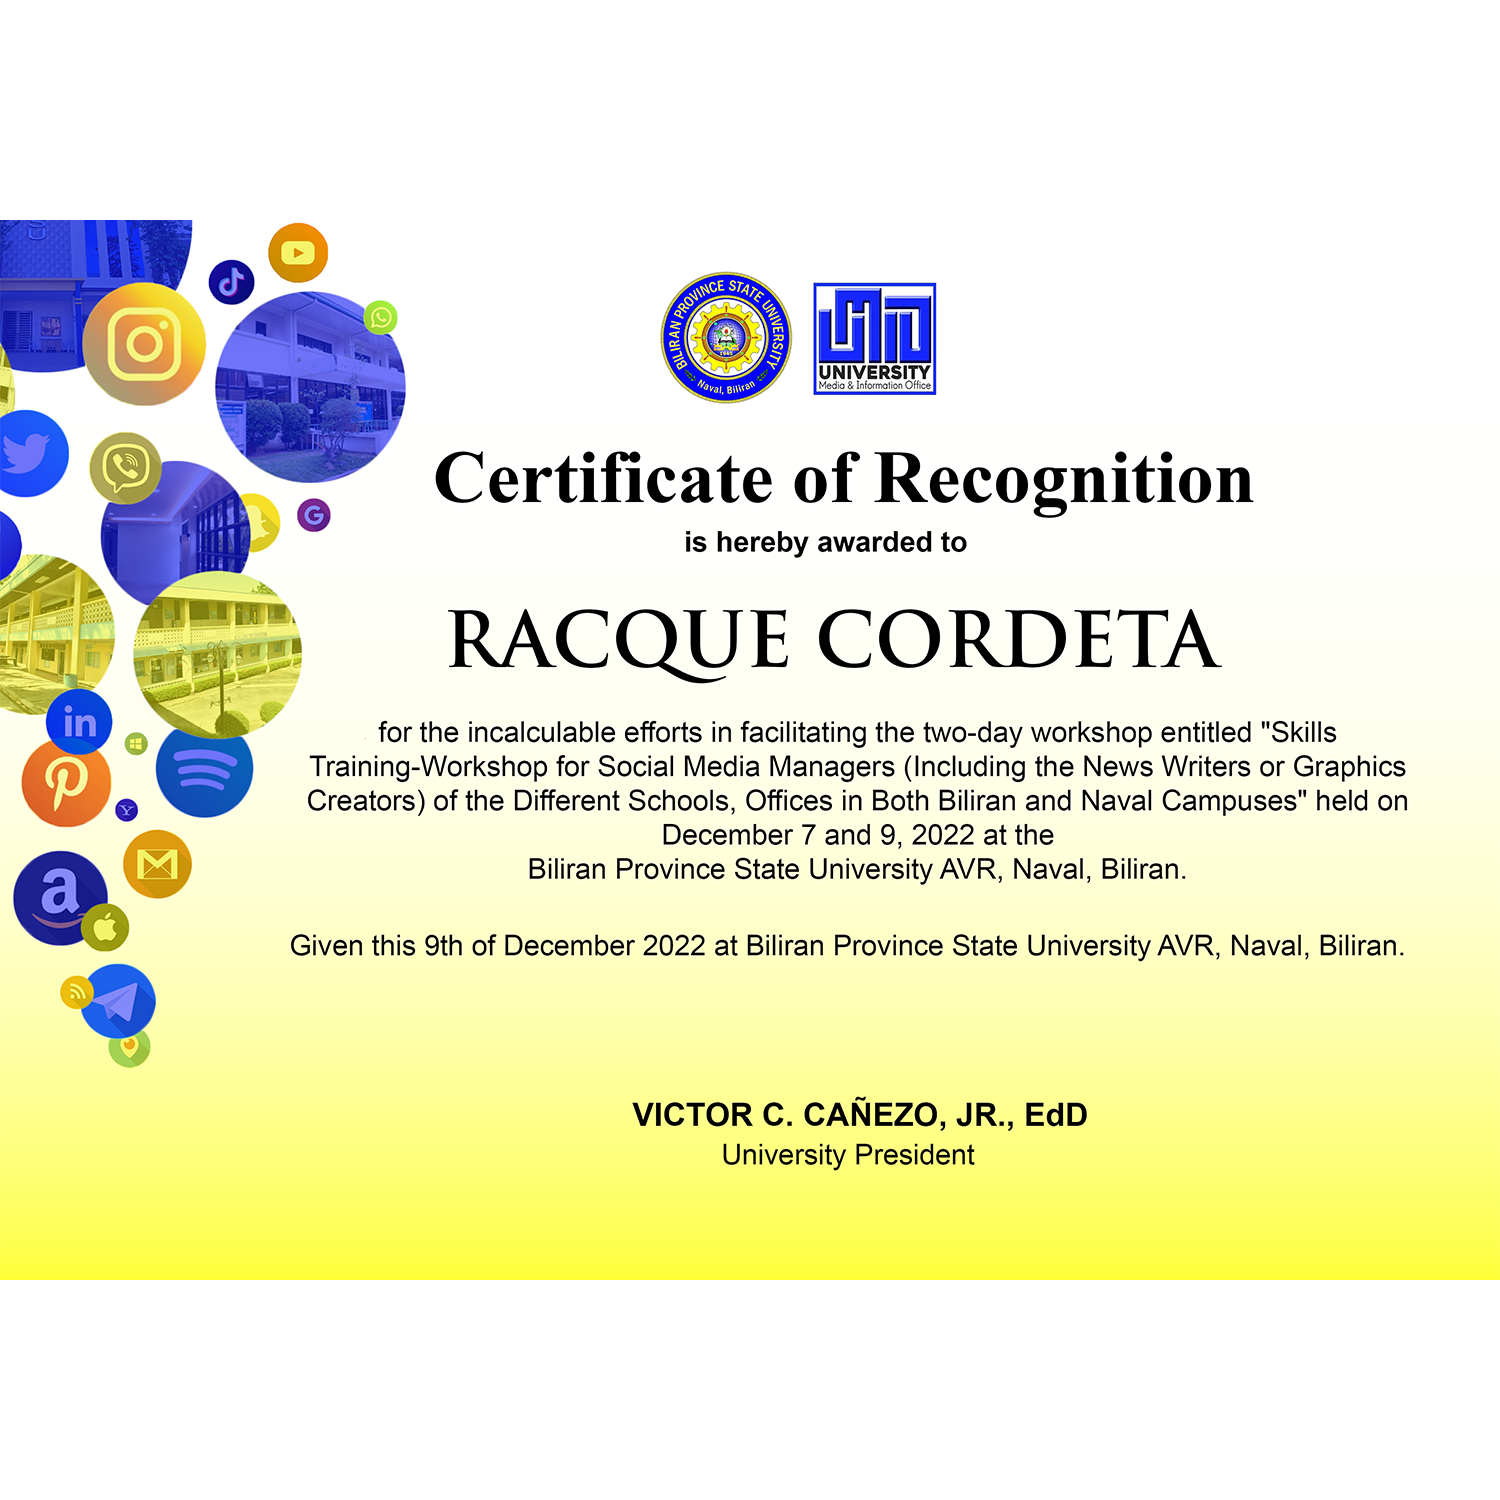 BILIRAN PROVINCE STATE UNIVERSITY
1945
Naval, Biliran
UMIO
UNIVERSITY
Media & Information Office
Certificate of Recognition
is hereby awarded to
RACQUE CORDETA
for the incalculable efforts in facilitating the two-day workshop entitled "Skills
Training-Workshop for Social Media Managers (Including the News Writers or Graphics
Creators) of the Different Schools, Offices in Both Biliran and Naval Campuses" held on
December 7 and 9, 2022 at the
Biliran Province State University AVR, Naval, Biliran.
Given this 9th of December 2022 at Biliran Province State University AVR, Naval, Biliran.
VICTOR C. CAÑEZO, JR., EdD
University President